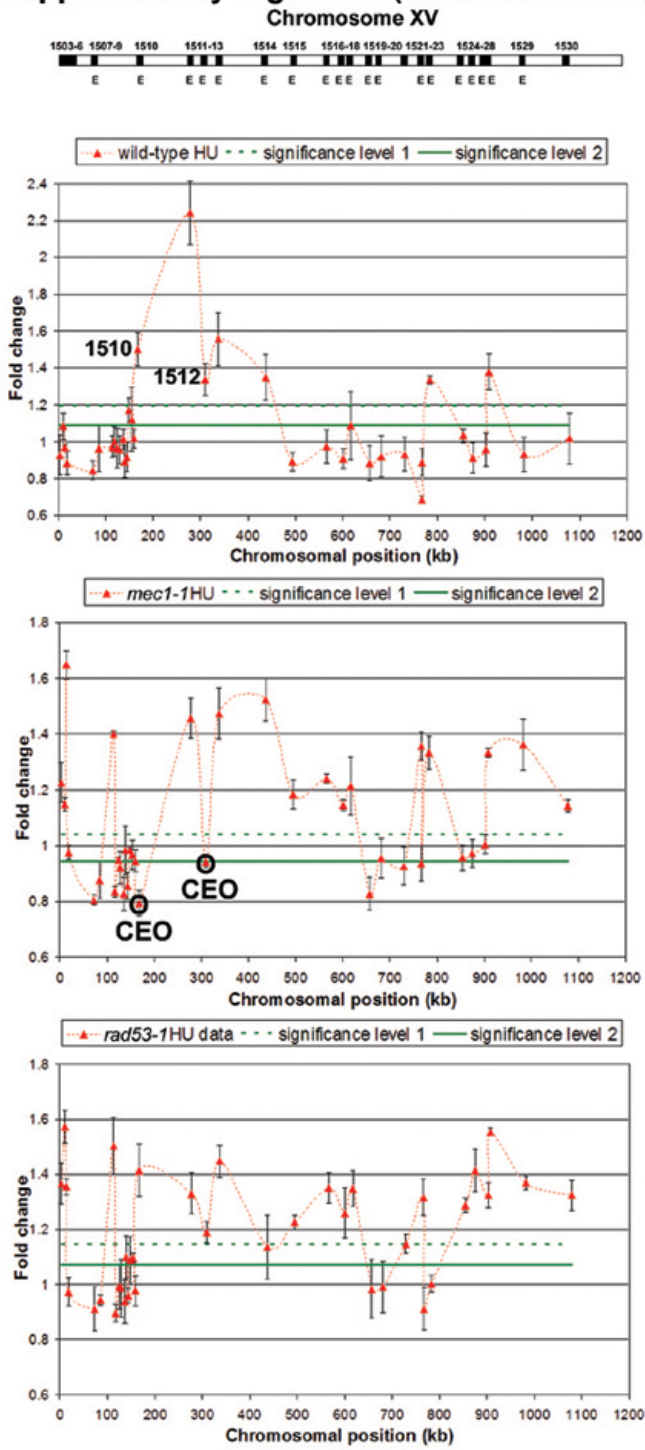 Chromosome XV
1503-6 1507-9 1510 1511-13 1514 1515 1516-18 1519-20 1521-23 1524-28 1529 1530
E E E E E E E E E E E E E E E E E E E
wild-type HU significance level 1 significance level 2
2.4
2.2
2
1.8
1.6
1.4
1.2
1
0.8
0.6
Fold change
1510
1512
0 100 200 300 400 500 600 700 800 900 1000 1100 1200
Chromosomal position (kb)
mec1-1HU significance level 1 significance level 2
1.8
1.6
1.4
1.2
1
0.8
0.6
Fold change
CEO
CEO
0 100 200 300 400 500 600 700 800 900 1000 1100 1200
Chromosomal position (kb)
rad53-1HU data significance level 1 significance level 2
1.8
1.6
1.4
1.2
1
0.8
0.6
Fold change
0 100 200 300 400 500 600 700 800 900 1000 1100 1200
Chromosomal position (kb)